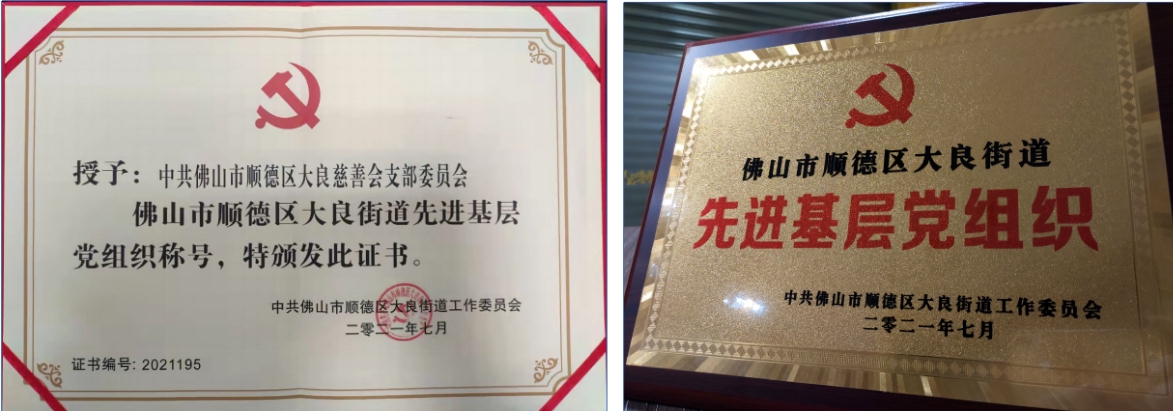 授予：中共佛山市顺德区大良慈善会支部委员会
佛山市顺德区大良街道先进基层
党组织称号，特颁发此证书。
中共佛山市顺德区大良街道工作委员会
二零二一年七月
证书编号: 2021195
佛山市顺德区大良街道
先进基层党组织
中共佛山市顺德区大良街道工作委员会
二零二一年七月